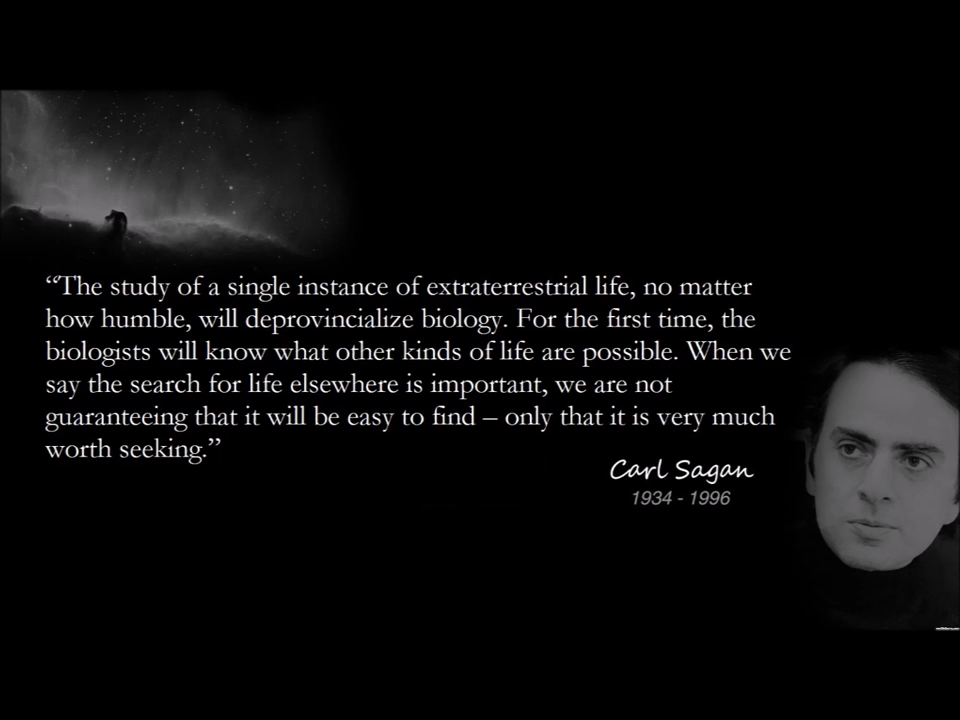 “The study of a single instance of extraterrestrial life, no matter
how humble, will deprovincialize biology. For the first time, the
biologists will know what other kinds of life are possible. When we
say the search for life elsewhere is important, we are not
guaranteeing that it will be easy to find – only that it is very much
worth seeking.”
Carl Sagan
1934 - 1996